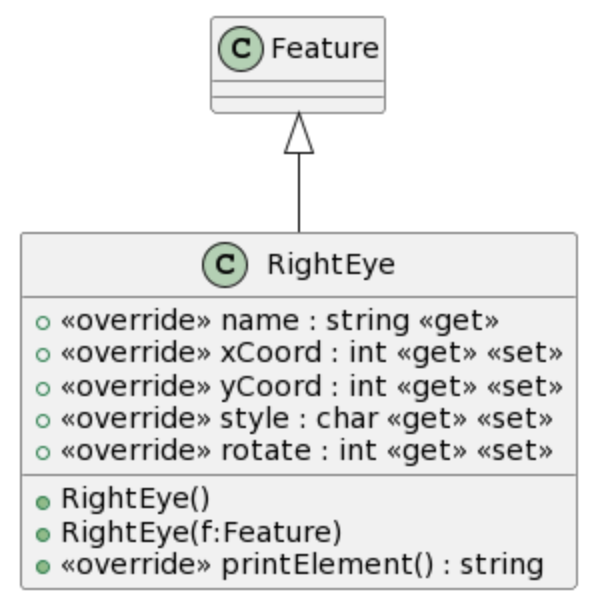 C Feature
C RightEye
«override» name : string «get»
«override» xCoord : int «get» «set»
«override» yCoord : int «get» «set»
«override» style : char «get» «set»
«override» rotate : int «get» «set»
RightEye()
RightEye(f:Feature)
«override» printElement() : string